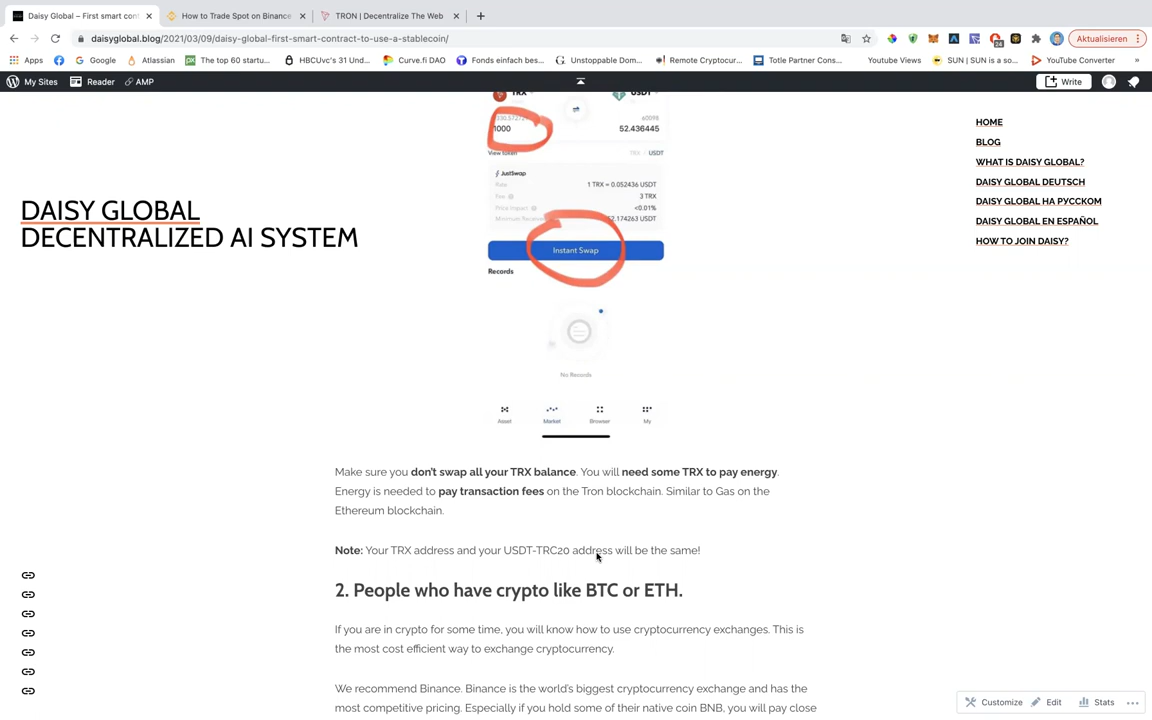 Daisy Global – First smart con
How to Trade Spot on Binance
TRON | Decentralize The Web
daisyglobal.blog/2021/03/09/daisy-global-first-smart-contract-to-use-a-stablecoin/
Aktualisieren
Apps
Google
Atlassian
The top 60 startu...
HBCUvc's 31 Und...
Curve.fi DAO
Fonds einfach bes...
Unstoppable Dom...
Remote Cryptocur...
Totle Partner Cons...
Youtube Views
SUN | SUN is a so...
YouTube Converter
»
My Sites
Reader
AMP
Write
HOME
BLOG
WHAT IS DAISY GLOBAL?
DAISY GLOBAL DEUTSCH
DAISY GLOBAL НА РУССКОМ
DAISY GLOBAL EN ESPAÑOL
HOW TO JOIN DAISY?
DAISY GLOBAL
DECENTRALIZED AI SYSTEM
1000
52.436445
View token
TRX
USDT
JustSwap
Rate
1 TRX ≈ 0.052436 USDT
Fee
3 TRX
Price Impact
<0.01%
Minimum Received
52.174263 USDT
Instant Swap
Records
No Records
Asset
Market
Browser
My
Make sure you don't swap all your TRX balance. You will need some TRX to pay energy.
Energy is needed to pay transaction fees on the Tron blockchain. Similar to Gas on the
Ethereum blockchain.
Note: Your TRX address and your USDT-TRC20 address will be the same!
2. People who have crypto like BTC or ETH.
If you are in crypto for some time, you will know how to use cryptocurrency exchanges. This is
the most cost efficient way to exchange cryptocurrency.
We recommend Binance. Binance is the world's biggest cryptocurrency exchange and has the
most competitive pricing. Especially if you hold some of their native coin BNB, you will pay close
Customize
Edit
Stats